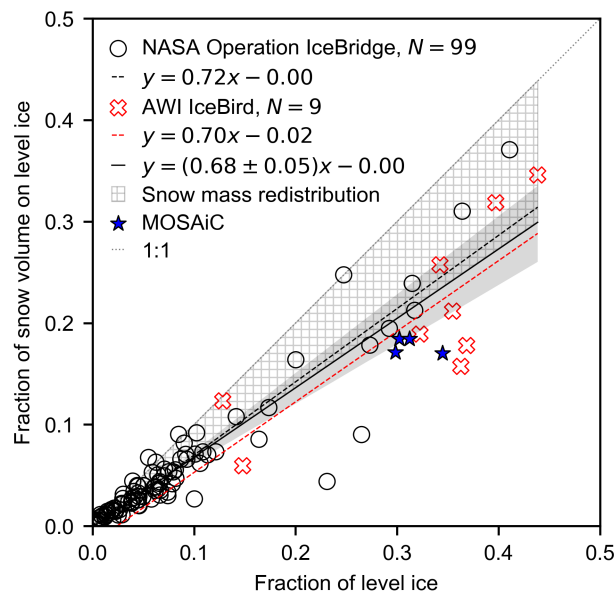 0.5
0.4
0.3
0.2
0.1
0.0
Fraction of snow volume on level ice
NASA Operation IceBridge, N = 99
y = 0.72x − 0.00
AWI IceBird, N = 9
y = 0.70x − 0.02
y = (0.68 ± 0.05)x − 0.00
Snow mass redistribution
MOSAiC
1:1
0.0 0.1 0.2 0.3 0.4 0.5
Fraction of level ice